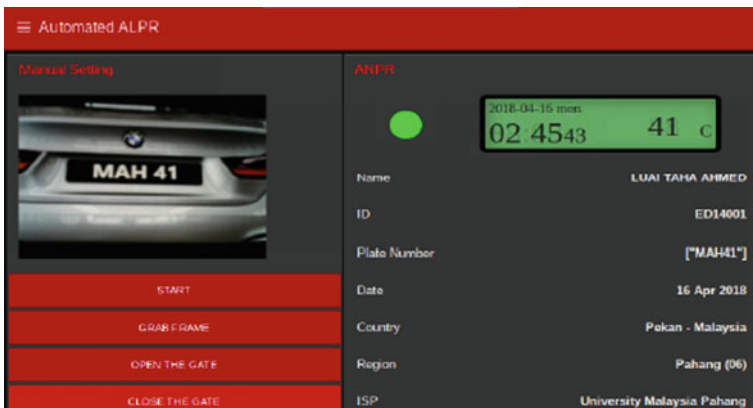 ≡ Automated ALPR
Manual Setting
MAH 41
START
GRAB FRAME
OPEN THE GATE
CLOSE THE GATE
ANPR
2018-04-16 mon.
02:45 43
41 C
Name LUAI TAHA AHMED
ID ED14001
Plate Number ["MAH41"]
Date 16 Apr 2018
Country Pekan - Malaysia
Region Pahang (06)
ISP University Malaysia Pahang